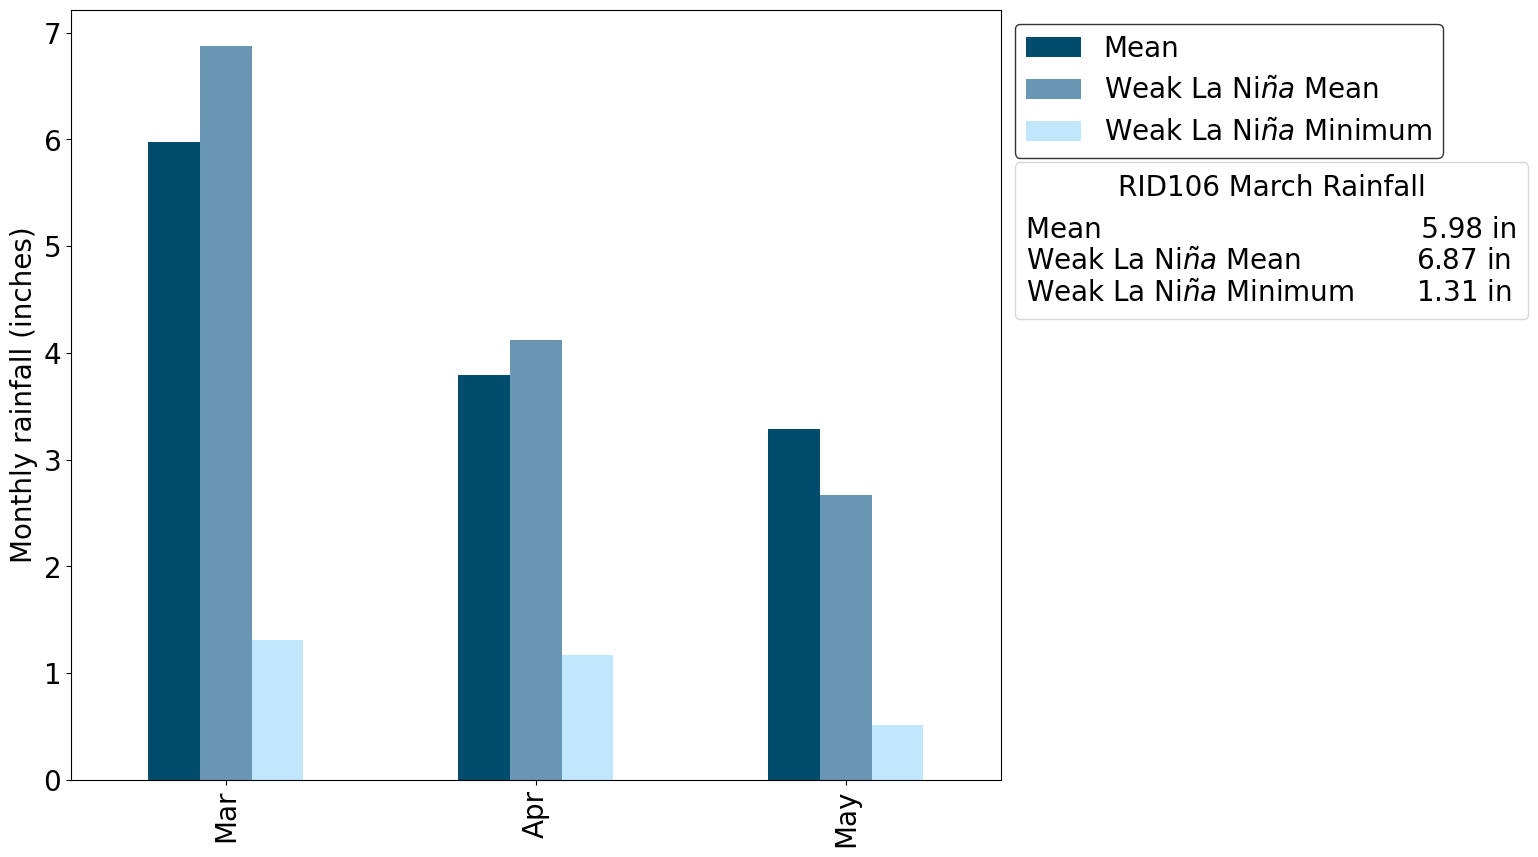 Monthly rainfall (inches)
7
6
5
4
3
2
1
0
Mar
Apr
May
Mean
Weak La Niña Mean
Weak La Niña Minimum
RID106 March Rainfall
Mean 5.98 in
Weak La Niña Mean 6.87 in
Weak La Niña Minimum 1.31 in